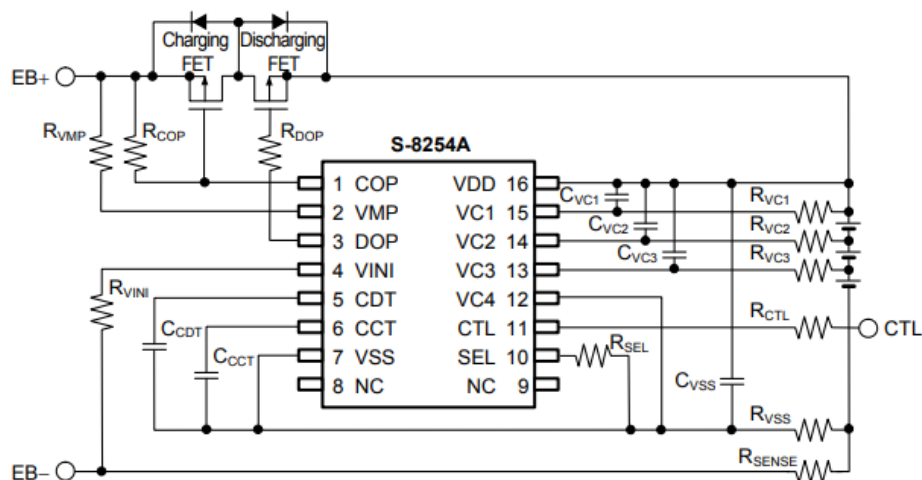 Charging
FET
Discharging
FET
EB+
RVMP
RCOP
RDOP
S-8254A
1 COP
2 VMP
3 DOP
4 VINI
5 CDT
6 CCT
7 VSS
8 NC
VDD 16
VC1 15
VC2 14
VC3 13
VC4 12
CTL 11
SEL 10
NC 9
CVC1
CVC2
CVC3
RVC1
RVC2
RVC3
RVINI
CCDT
CCCT
RCTL
CTL
RSEL
CVSS
RVSS
RSENSE
EB−